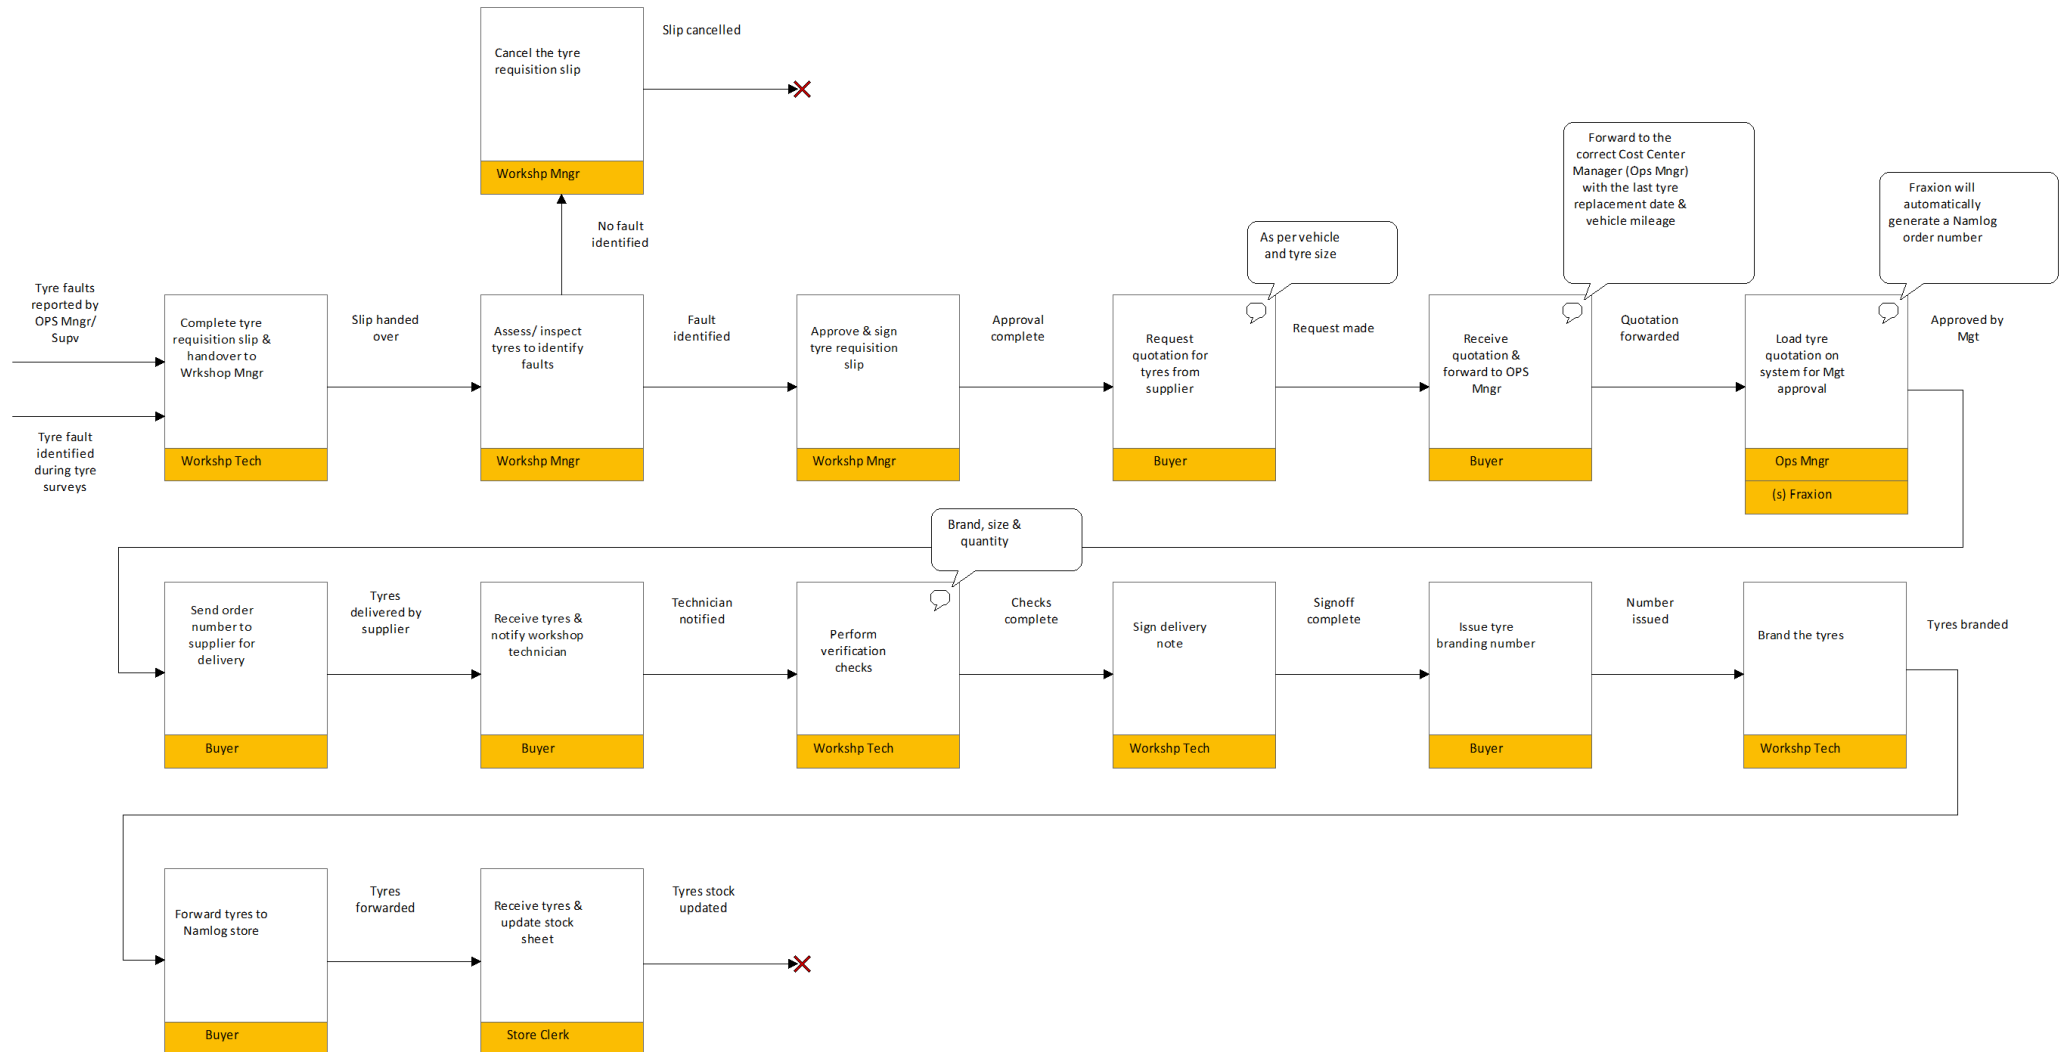 Cancel the tyre
requisition slip
Workshp Mngr
Slip cancelled
No fault
identified
Tyre faults
reported by
OPS Mngr/
Supv
Tyre fault
identified
during tyre
surveys
Complete tyre
requisition slip &
handover to
Wrkshop Mngr
Workshp Tech
Slip handed
over
Assess/ inspect
tyres to identify
faults
Workshp Mngr
Fault
identified
Approve & sign
tyre requisition
slip
Workshp Mngr
Approval
complete
As per vehicle
and tyre size
Request
quotation for
tyres from
supplier
Buyer
Request made
Forward to the
correct Cost Center
Manager (Ops Mngr)
with the last tyre
replacement date &
vehicle mileage
Receive
quotation &
forward to OPS
Mngr
Buyer
Quotation
forwarded
Fraxion will
automatically
generate a Namlog
order number
Load tyre
quotation on
system for Mgt
approval
Ops Mngr
(s) Fraxion
Approved by
Mgt
Send order
number to
supplier for
delivery
Buyer
Tyres
delivered by
supplier
Receive tyres &
notify workshop
technician
Buyer
Technician
notified
Brand, size &
quantity
Perform
verification
checks
Workshp Tech
Checks
complete
Sign delivery
note
Workshp Tech
Signoff
complete
Issue tyre
branding number
Buyer
Number
issued
Brand the tyres
Workshp Tech
Tyres branded
Forward tyres to
Namlog store
Buyer
Tyres
forwarded
Receive tyres &
update stock
sheet
Store Clerk
Tyres stock
updated